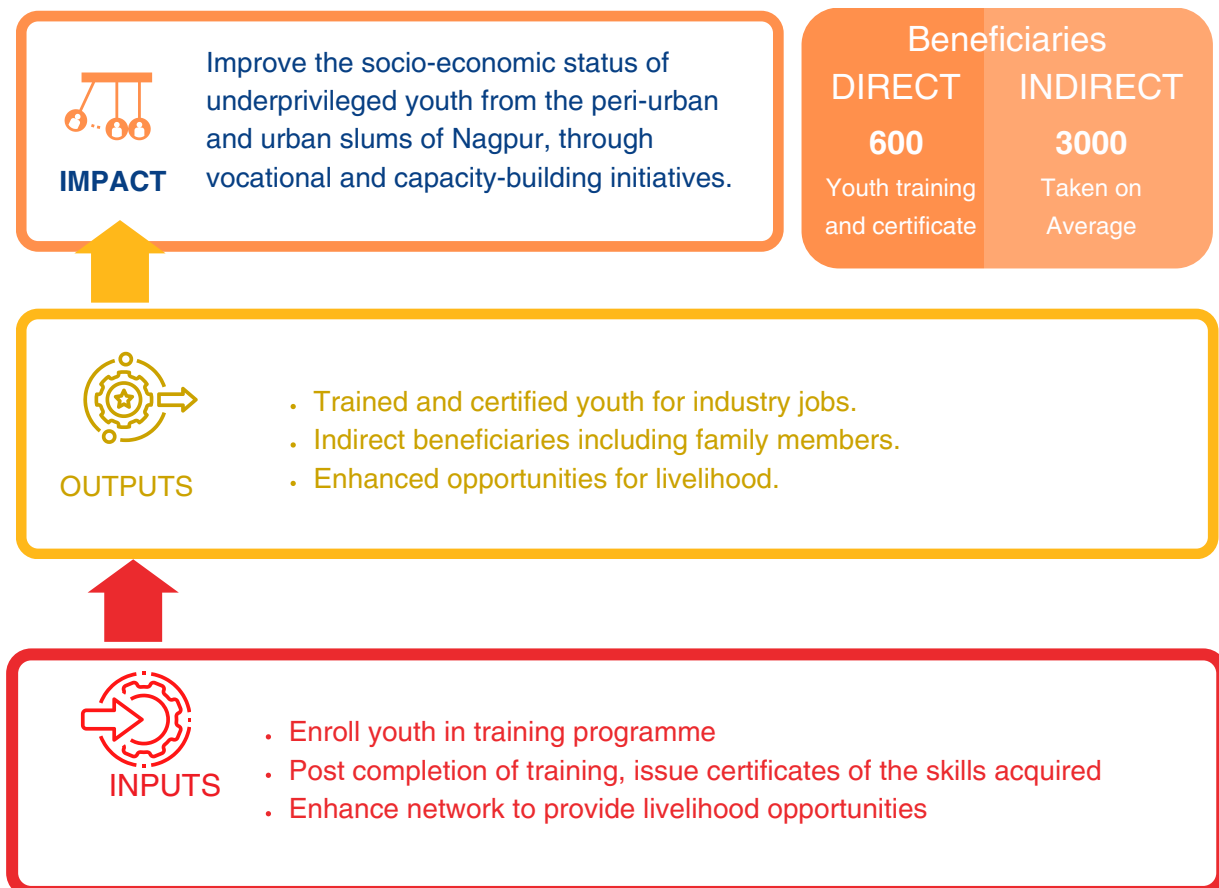 Improve the socio-economic status of
underprivileged youth from the peri-urban
and urban slums of Nagpur, through
vocational and capacity-building initiatives.
IMPACT
Beneficiaries
DIRECT
600
Youth training
and certificate
INDIRECT
3000
Taken on
Average
OUTPUTS
• Trained and certified youth for industry jobs.
• Indirect beneficiaries including family members.
• Enhanced opportunities for livelihood.
INPUTS
• Enroll youth in training programme
• Post completion of training, issue certificates of the skills acquired
• Enhance network to provide livelihood opportunities